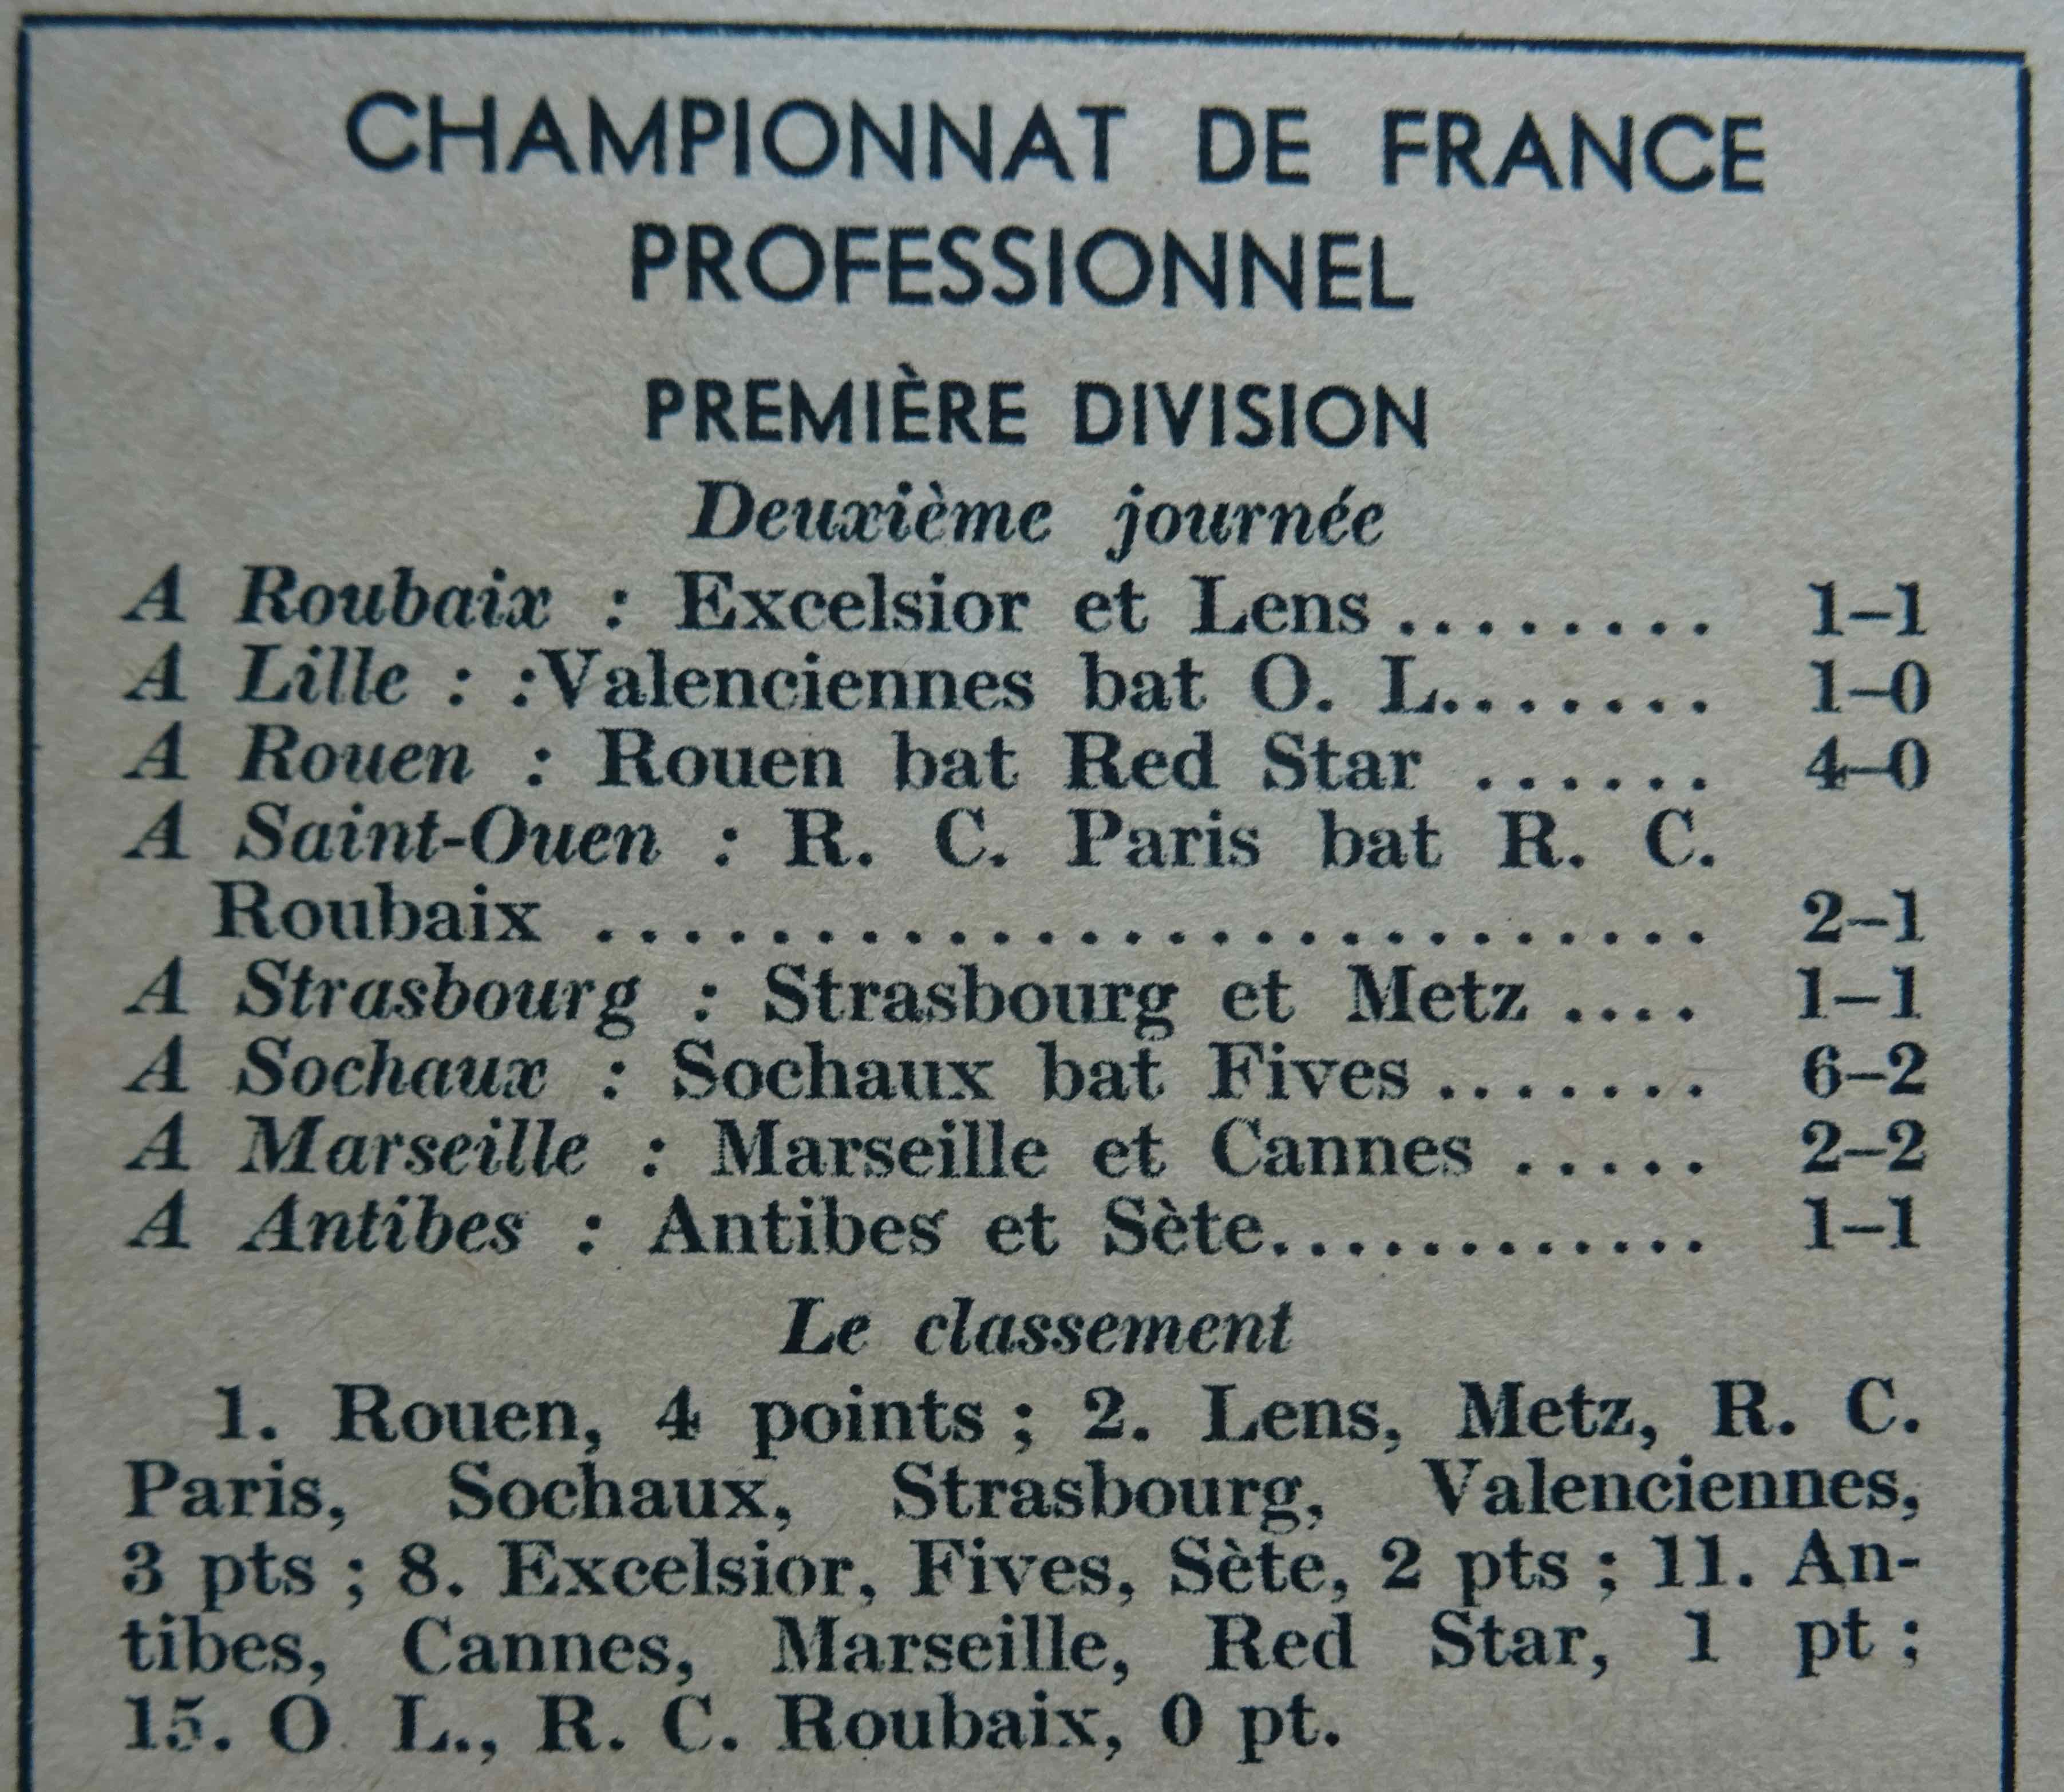 CHAMPIONNAT DE FRANCE
PROFESSIONNEL
PREMIÈRE DIVISION
Deuxième journée
A Roubaix : Excelsior et Lens ........ 1-1
A Lille : :Valenciennes bat O. L....... 1-0
A Rouen : Rouen bat Red Star ...... 4-0
A Saint-Ouen : R. C. Paris bat R. C.
Roubaix .............................. 2-1
A Strasbourg : Strasbourg et Metz .... 1-1
A Sochaux : Sochaux bat Fives ....... 6-2
A Marseille : Marseille et Cannes ..... 2-2
A Antibes : Antibes et Sète............ 1-1
Le classement
1. Rouen, 4 points ; 2. Lens, Metz, R. C.
Paris, Sochaux, Strasbourg, Valenciennes,
3 pts ; 8. Excelsior, Fives, Sète, 2 pts ; 11. An-
tibes, Cannes, Marseille, Red Star, 1 pt ;
15. O. L., R. C. Roubaix, 0 pt.